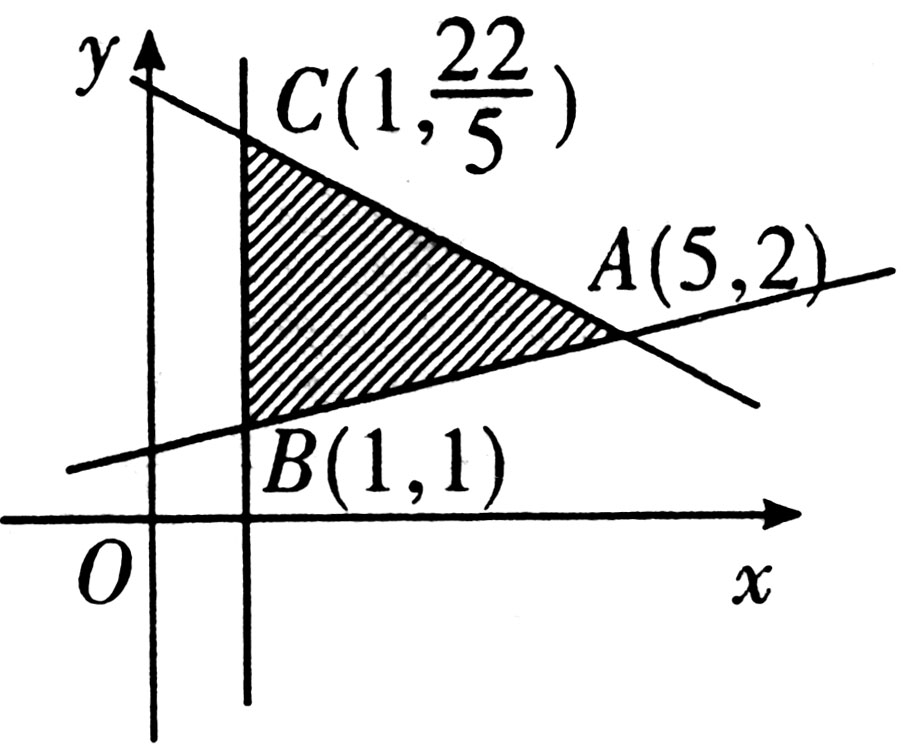 y
C(1, 22/5)
A(5,2)
B(1,1)
O
x